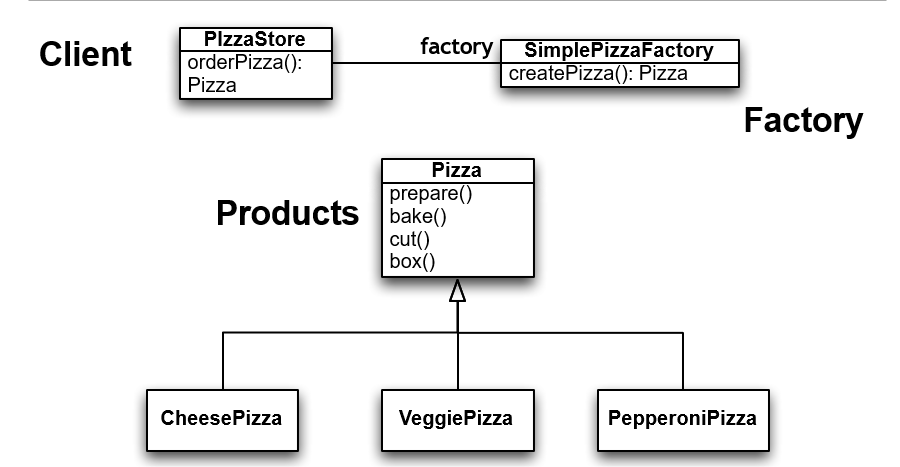 Client
PIzzaStore
orderPizza():
Pizza
factory
SimplePizzaFactory
createPizza(): Pizza
Factory
Products
Pizza
prepare()
bake()
cut()
box()
CheesePizza
VeggiePizza
PepperoniPizza